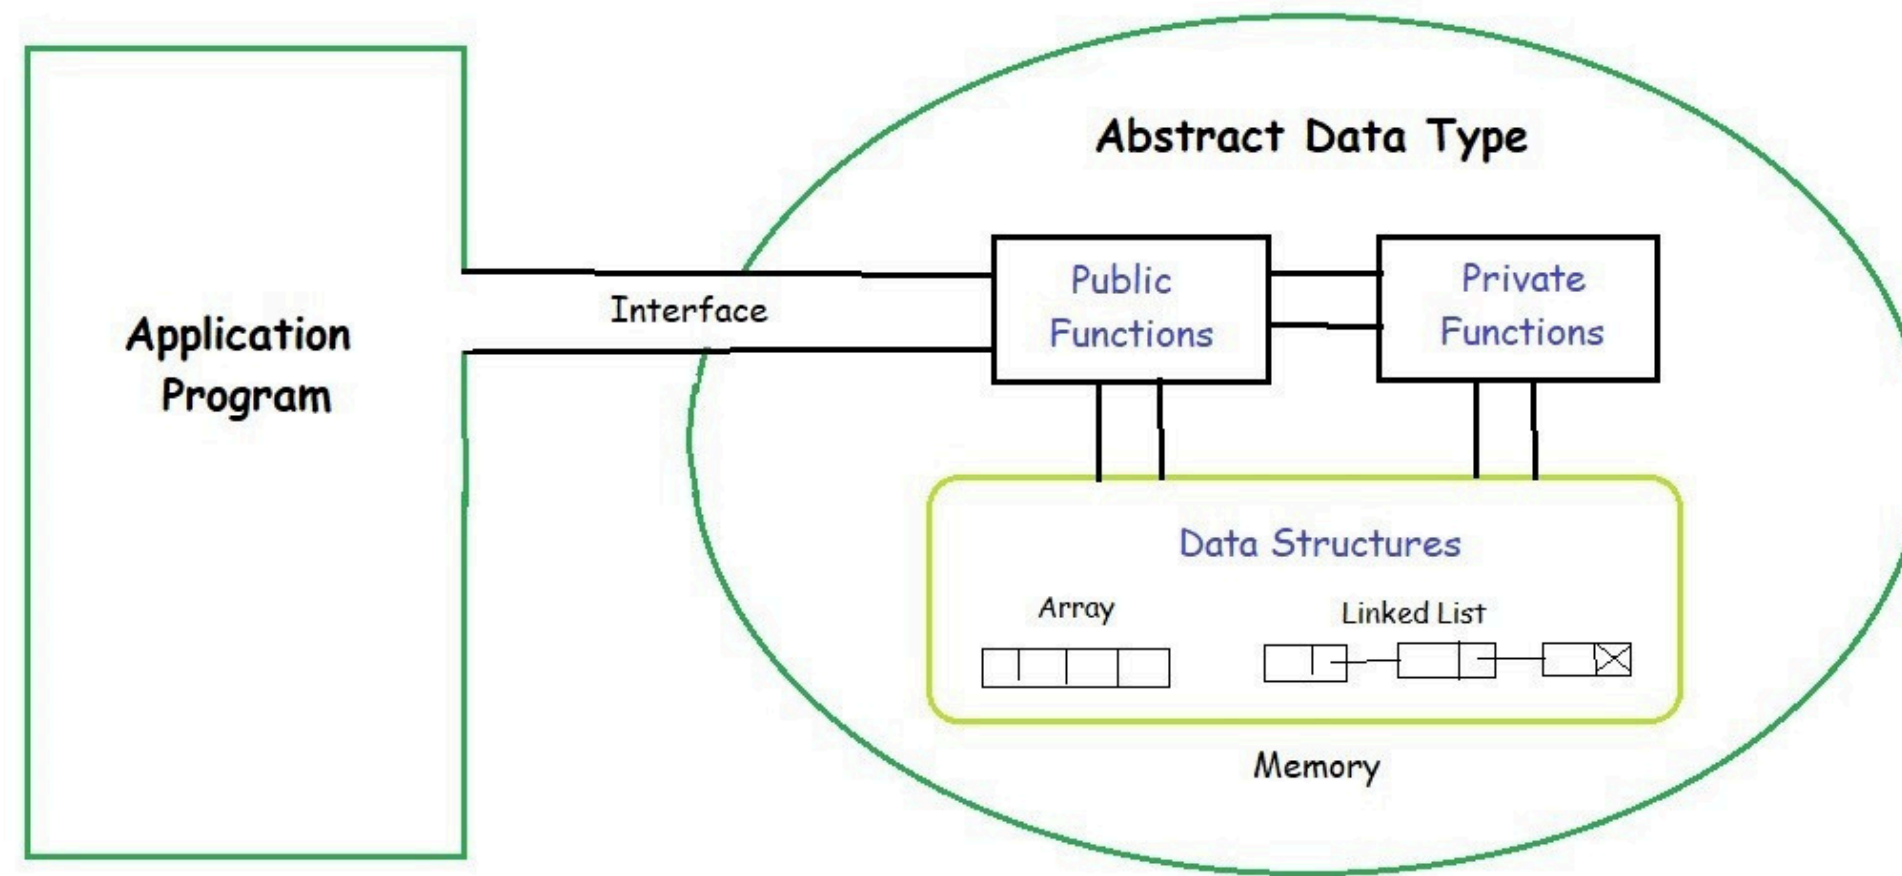 Abstract Data Type
Application
Program
Interface
Public
Functions
Private
Functions
Data Structures
Array
Linked List
Memory